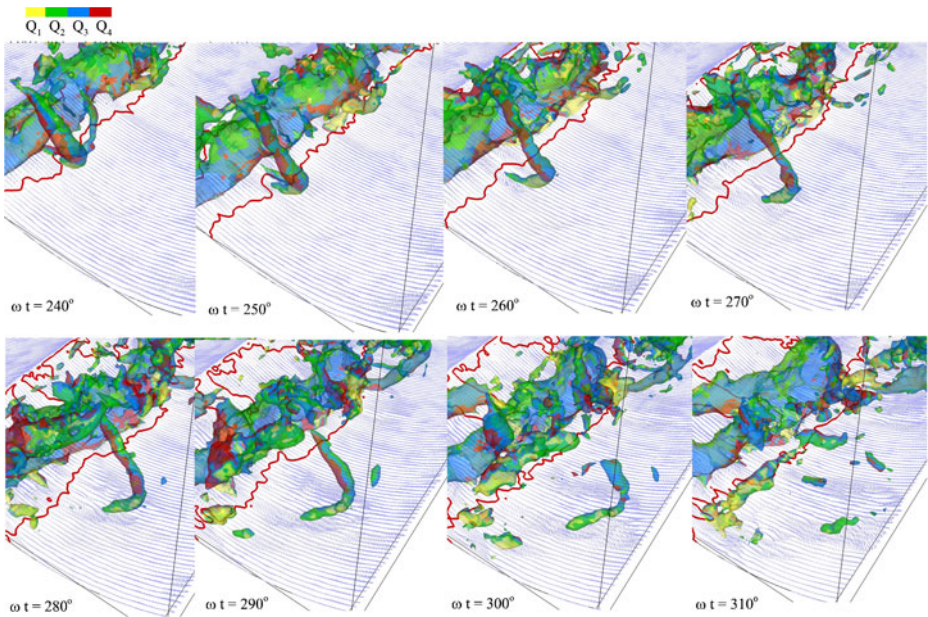 Q1 Q2 Q3 Q4
ω t = 240°
ω t = 250°
ω t = 260°
ω t = 270°
ω t = 280°
ω t = 290°
ω t = 300°
ω t = 310°